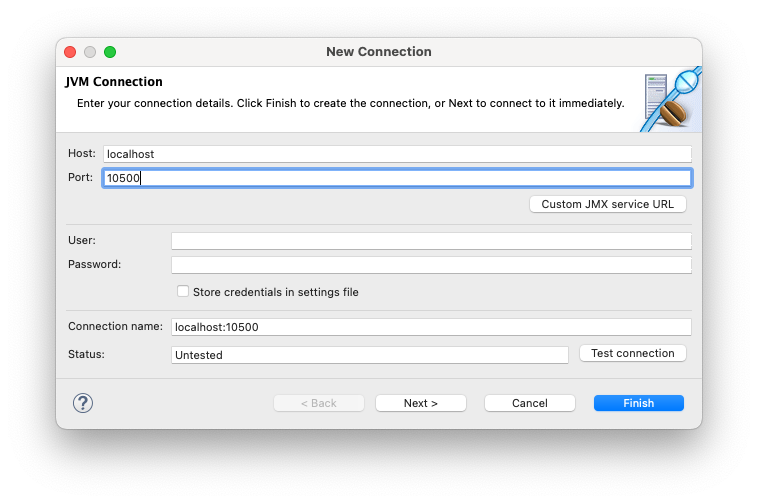 New Connection
JVM Connection
Enter your connection details. Click Finish to create the connection, or Next to connect to it immediately.
Host: localhost
Port: 10500
Custom JMX service URL
User:
Password:
Store credentials in settings file
Connection name: localhost:10500
Status: Untested Test connection
? < Back Next > Cancel Finish